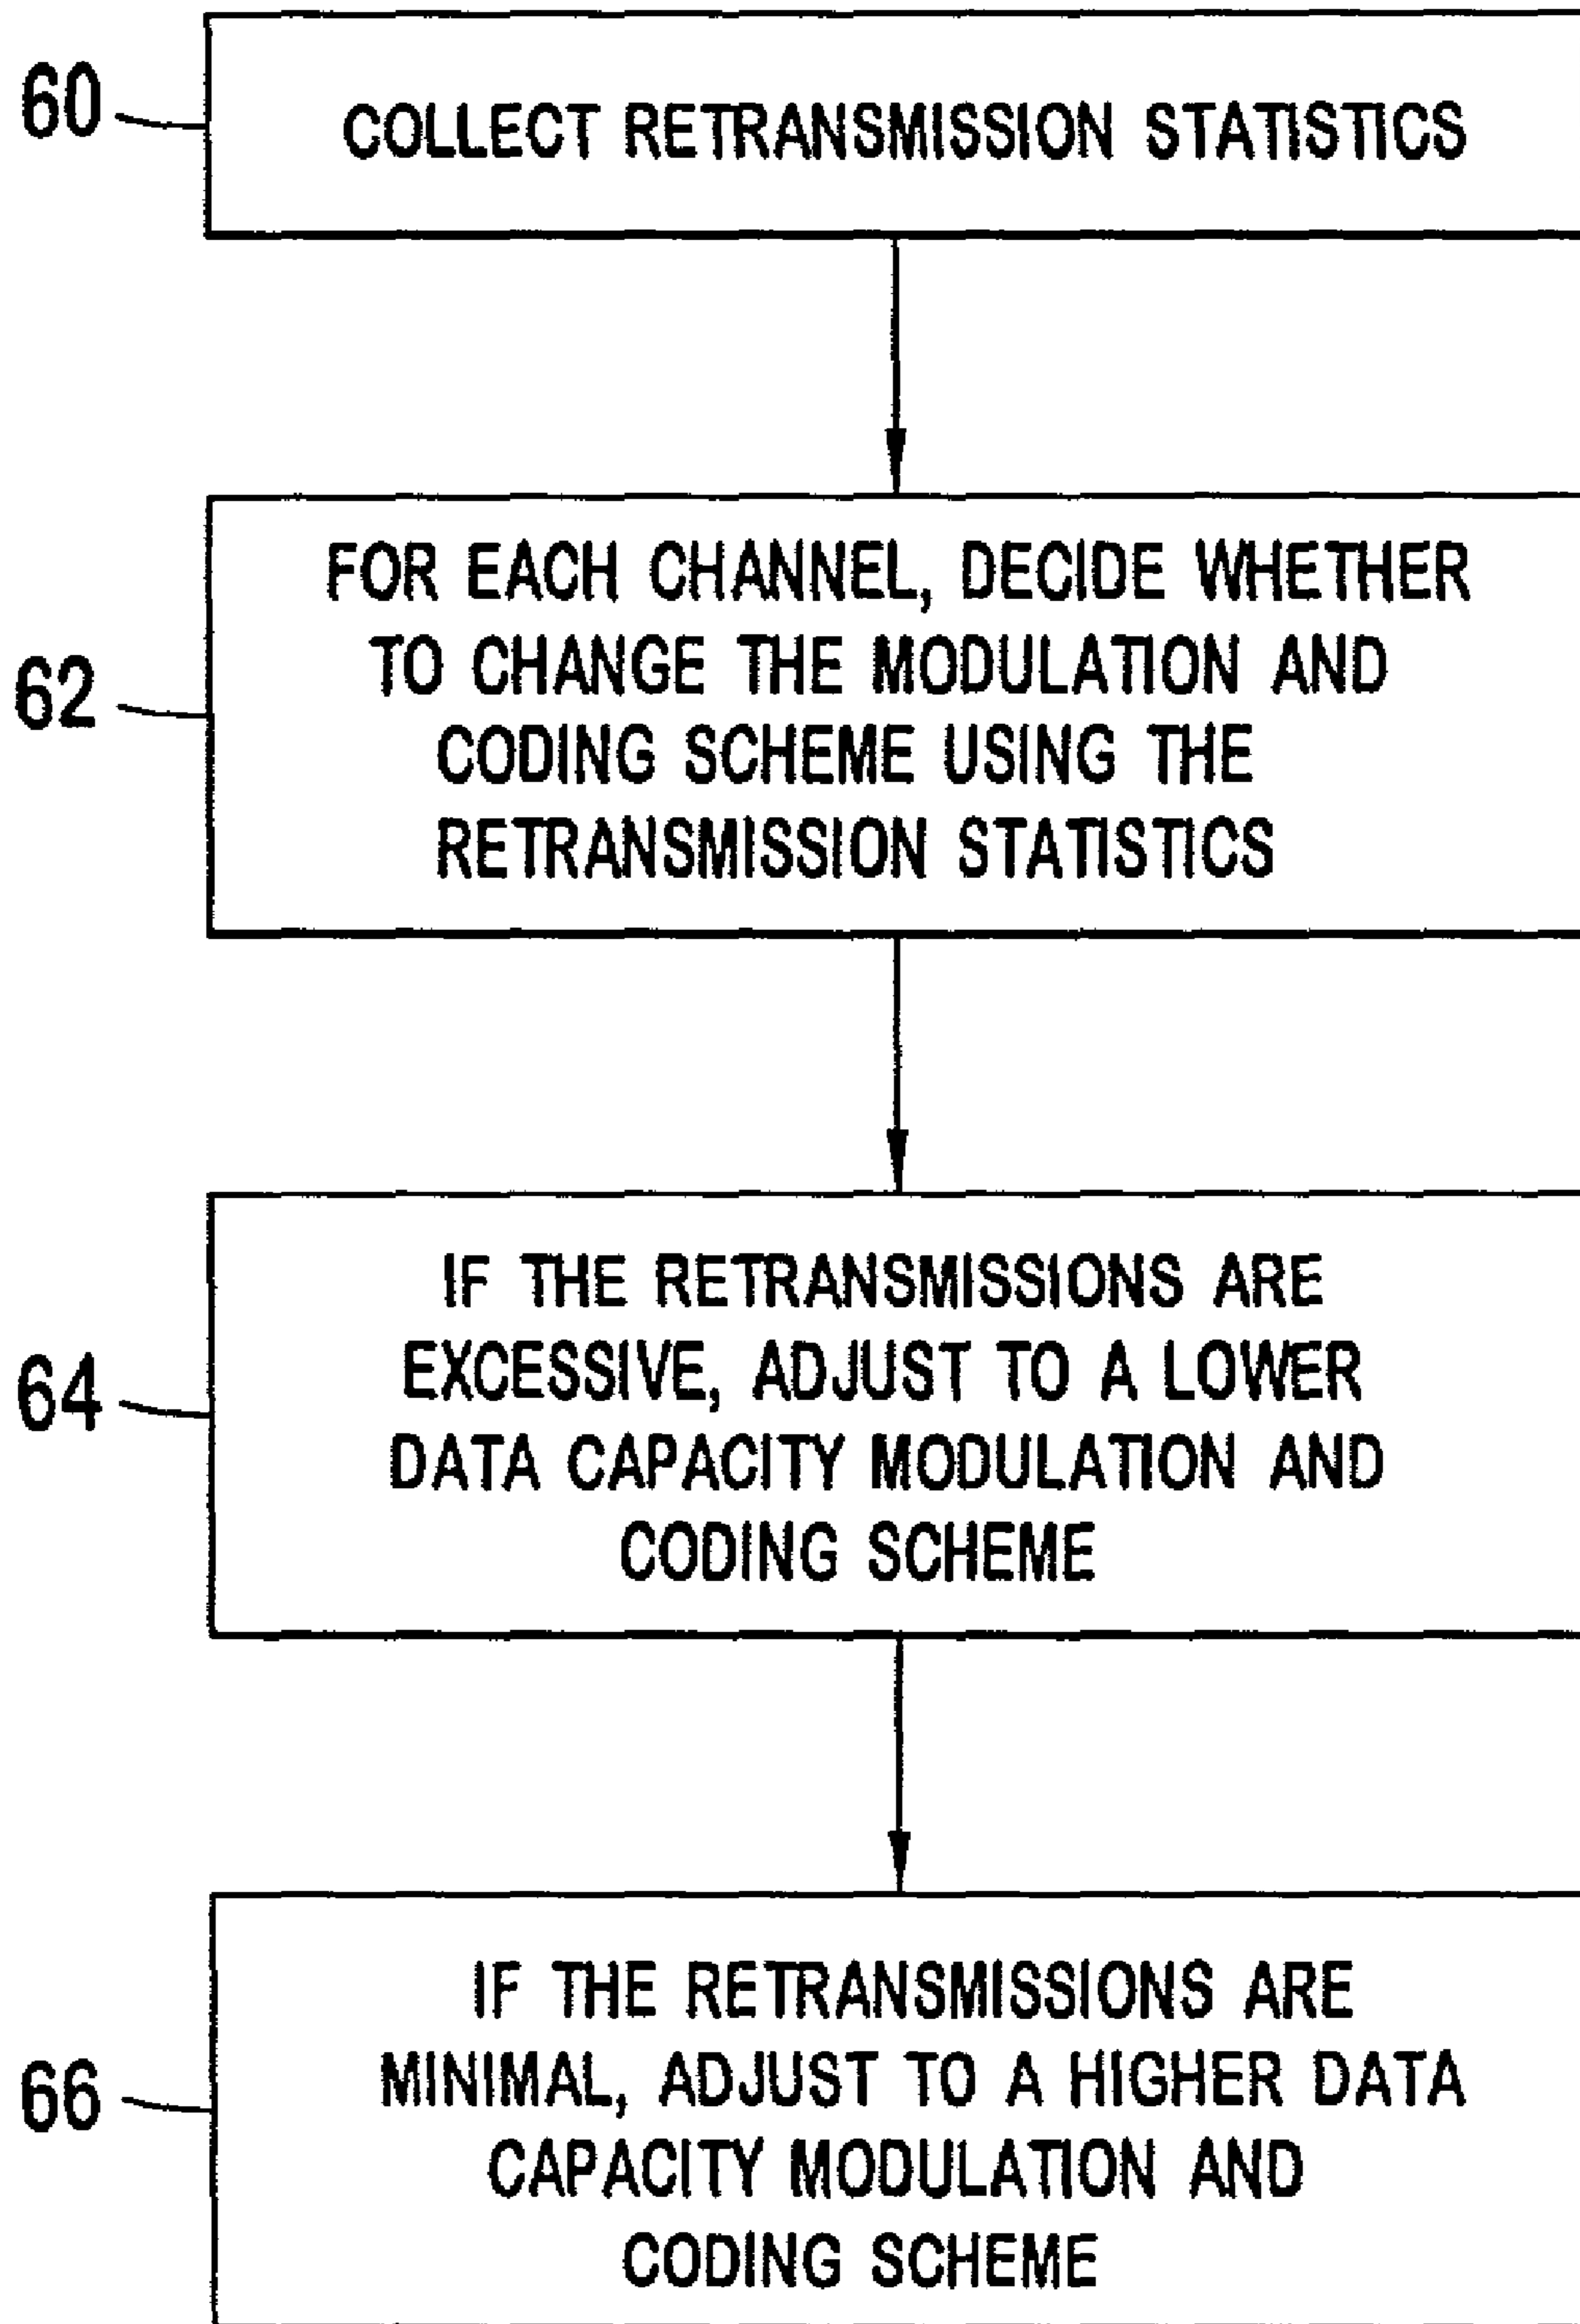 60
COLLECT RETRANSMISSION STATISTICS
62
FOR EACH CHANNEL, DECIDE WHETHER
TO CHANGE THE MODULATION AND
CODING SCHEME USING THE
RETRANSMISSION STATISTICS
64
IF THE RETRANSMISSIONS ARE
EXCESSIVE, ADJUST TO A LOWER
DATA CAPACITY MODULATION AND
CODING SCHEME
66
IF THE RETRANSMISSIONS ARE
MINIMAL, ADJUST TO A HIGHER DATA
CAPACITY MODULATION AND
CODING SCHEME